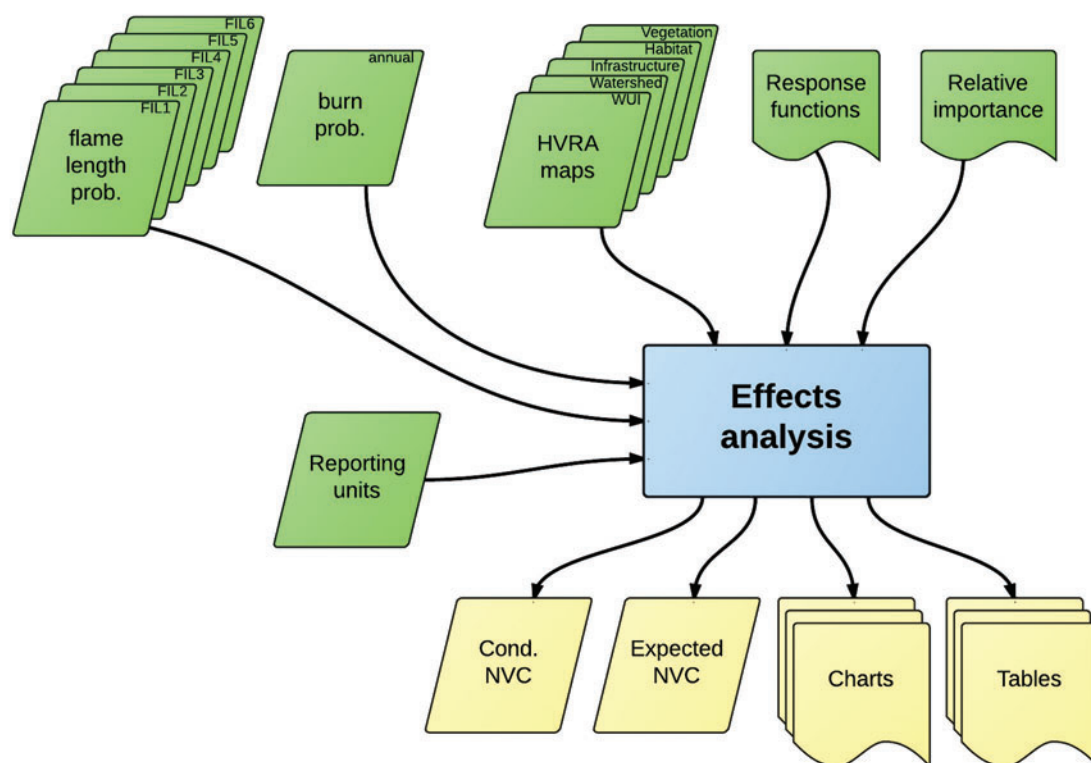 FIL6
FIL5
FIL4
FIL3
FIL2
FIL1
flame
length
prob.
annual
burn
prob.
Vegetation
Habitat
Infrastructure
Watershed
WUI
HVRA
maps
Response
functions
Relative
importance
Effects
analysis
Reporting
units
Cond.
NVC
Expected
NVC
Charts
Tables